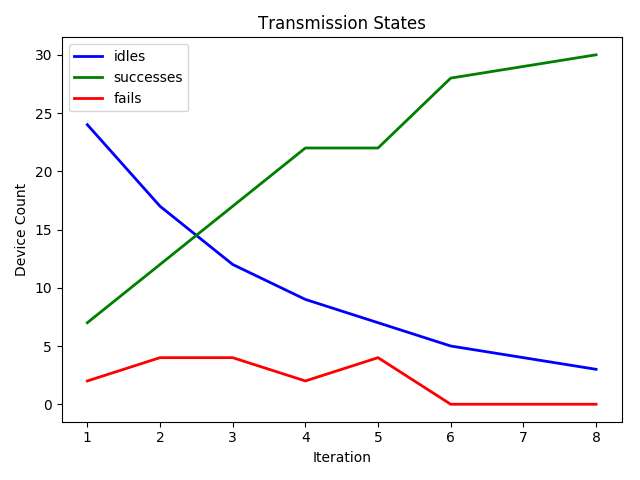 Transmission States
idles
successes
fails
Device Count
30
25
20
15
10
5
0
1 2 3 4 5 6 7 8
Iteration